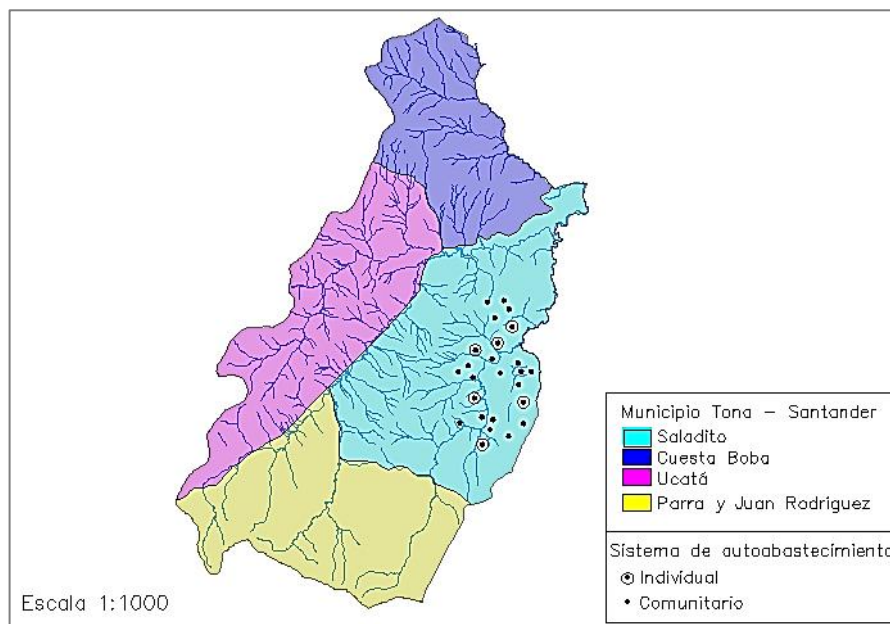 Municipio Tona – Santander
Saladito
Cuesta Boba
Ucatá
Parra y Juan Rodriguez
Sistema de autoabastecimiento
Individual
Comunitario
Escala 1:1000